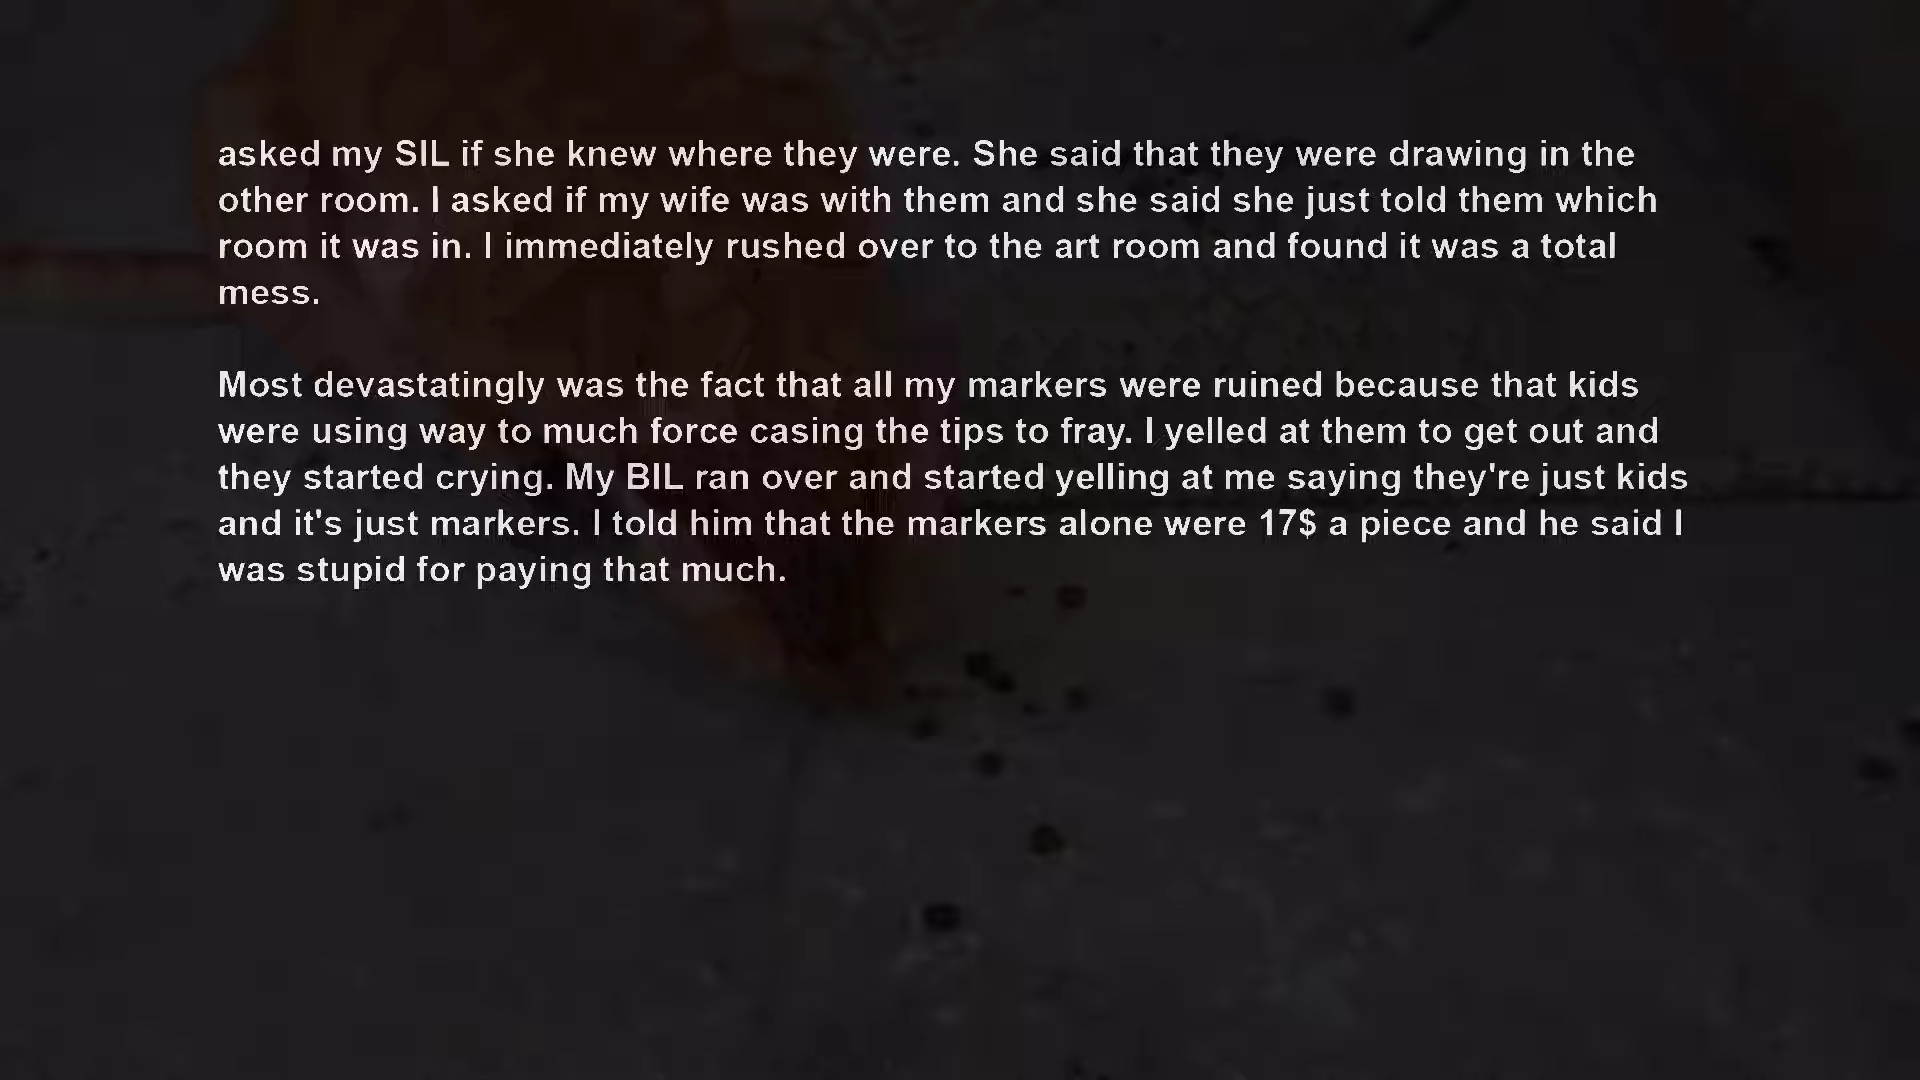 asked my SIL if she knew where they were. She said that they were drawing in the
other room. I asked if my wife was with them and she said she just told them which
room it was in. I immediately rushed over to the art room and found it was a total
mess.
Most devastatingly was the fact that all my markers were ruined because that kids
were using way to much force casing the tips to fray. I yelled at them to get out and
they started crying. My BIL ran over and started yelling at me saying they're just kids
and it's just markers. I told him that the markers alone were 17$ a piece and he said I
was stupid for paying that much.